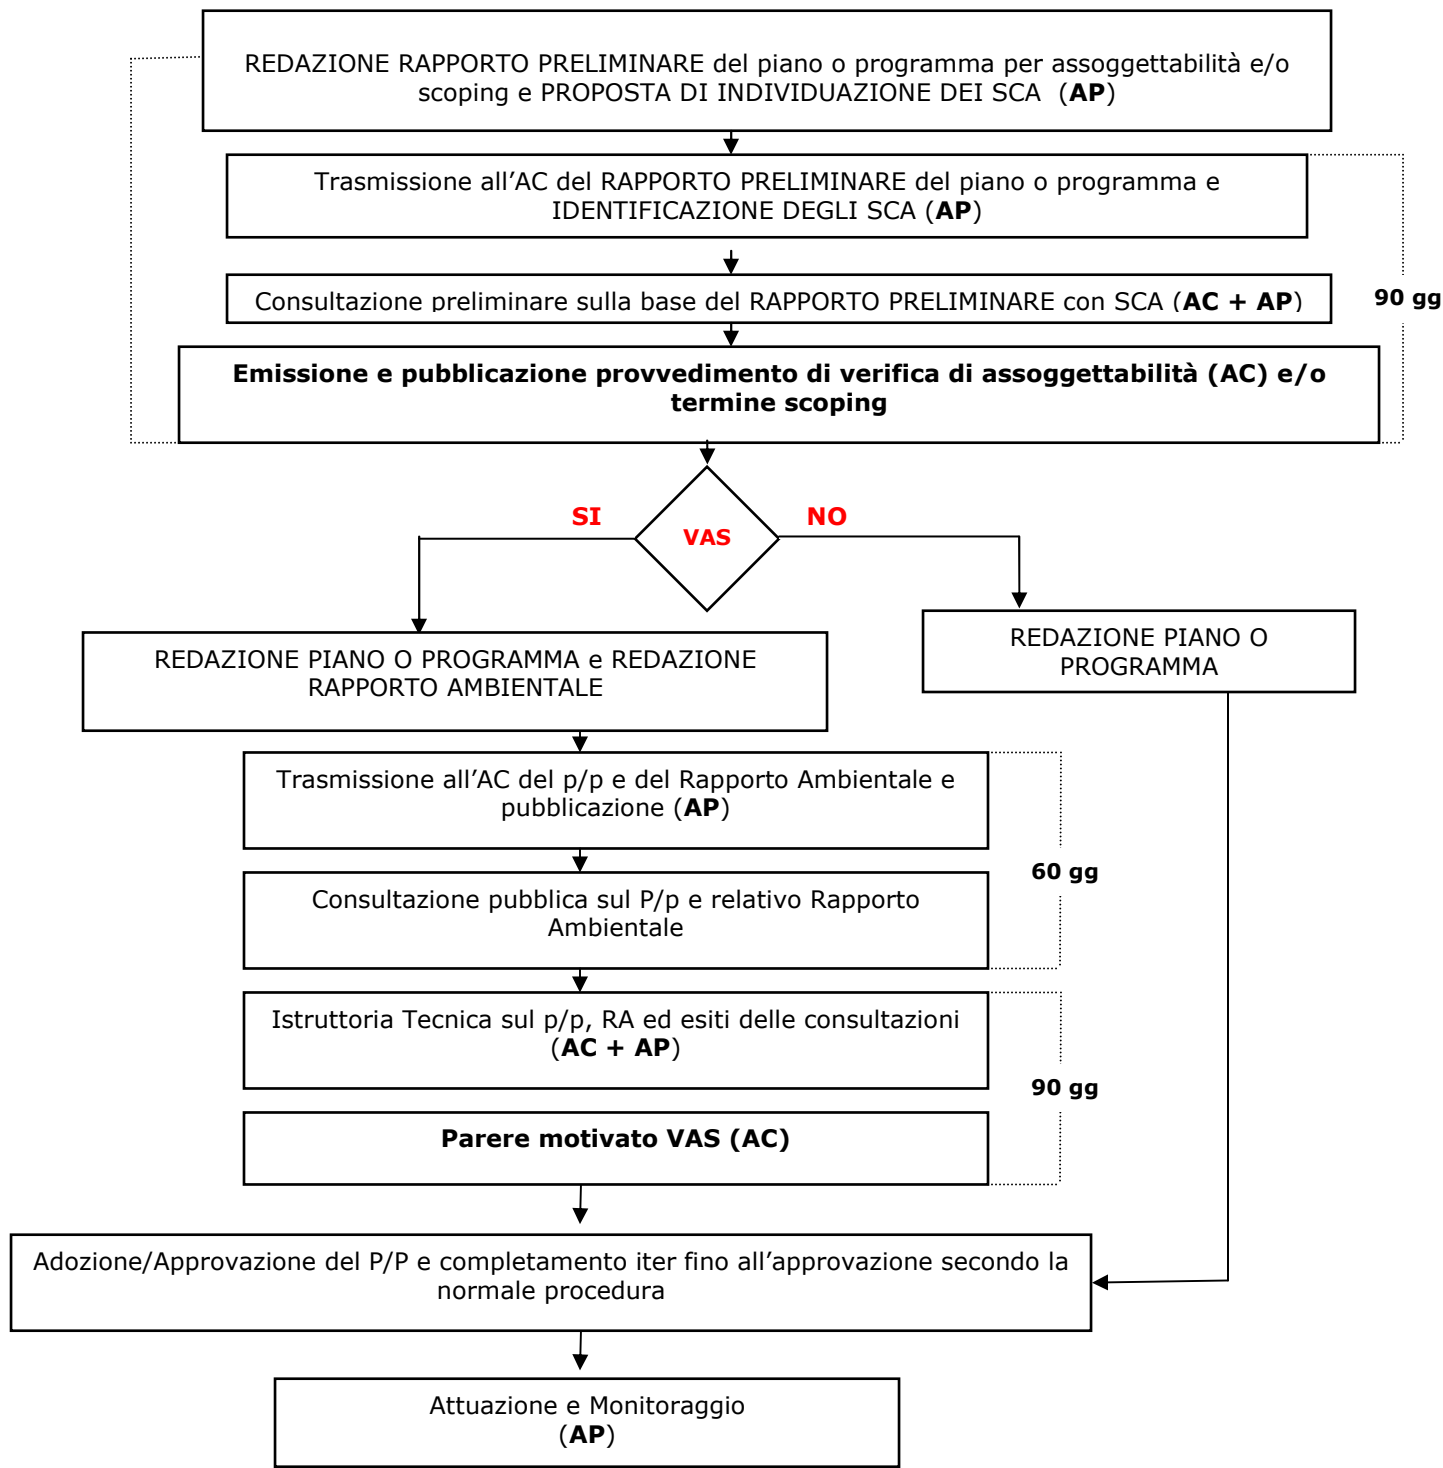 REDAZIONE RAPPORTO PRELIMINARE del piano o programma per assoggettabilità e/o
scoping e PROPOSTA DI INDIVIDUAZIONE DEI SCA (AP)
Trasmissione all’AC del RAPPORTO PRELIMINARE del piano o programma e
IDENTIFICAZIONE DEGLI SCA (AP)
Consultazione preliminare sulla base del RAPPORTO PRELIMINARE con SCA (AC + AP)
90 gg
Emissione e pubblicazione provvedimento di verifica di assoggettabilità (AC) e/o
termine scoping
SI
VAS
NO
REDAZIONE PIANO O PROGRAMMA e REDAZIONE
RAPPORTO AMBIENTALE
REDAZIONE PIANO O
PROGRAMMA
Trasmissione all’AC del p/p e del Rapporto Ambientale e
pubblicazione (AP)
60 gg
Consultazione pubblica sul P/p e relativo Rapporto
Ambientale
Istruttoria Tecnica sul p/p, RA ed esiti delle consultazioni
(AC + AP)
90 gg
Parere motivato VAS (AC)
Adozione/Approvazione del P/P e completamento iter fino all’approvazione secondo la
normale procedura
Attuazione e Monitoraggio
(AP)